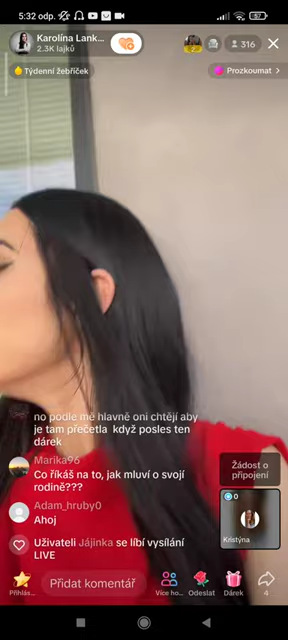 5:32 odp.
57
Karolína Lank...
2.3K lajků
316
Týdenní žebříček
Prozkoumat >
no podle mě hlavně oni chtějí aby
je tam přečetla když posles ten
dárek
Marika96
Co říkáš na to, jak mluví o svojí
rodině???
Adam_hruby0
Ahoj
Uživateli Jájinka se líbí vysílání
LIVE
Žádost o
připojení
0
Kristýna
Přidat komentář
Přihlás...
Více ho...
Odeslat
Dárek
4